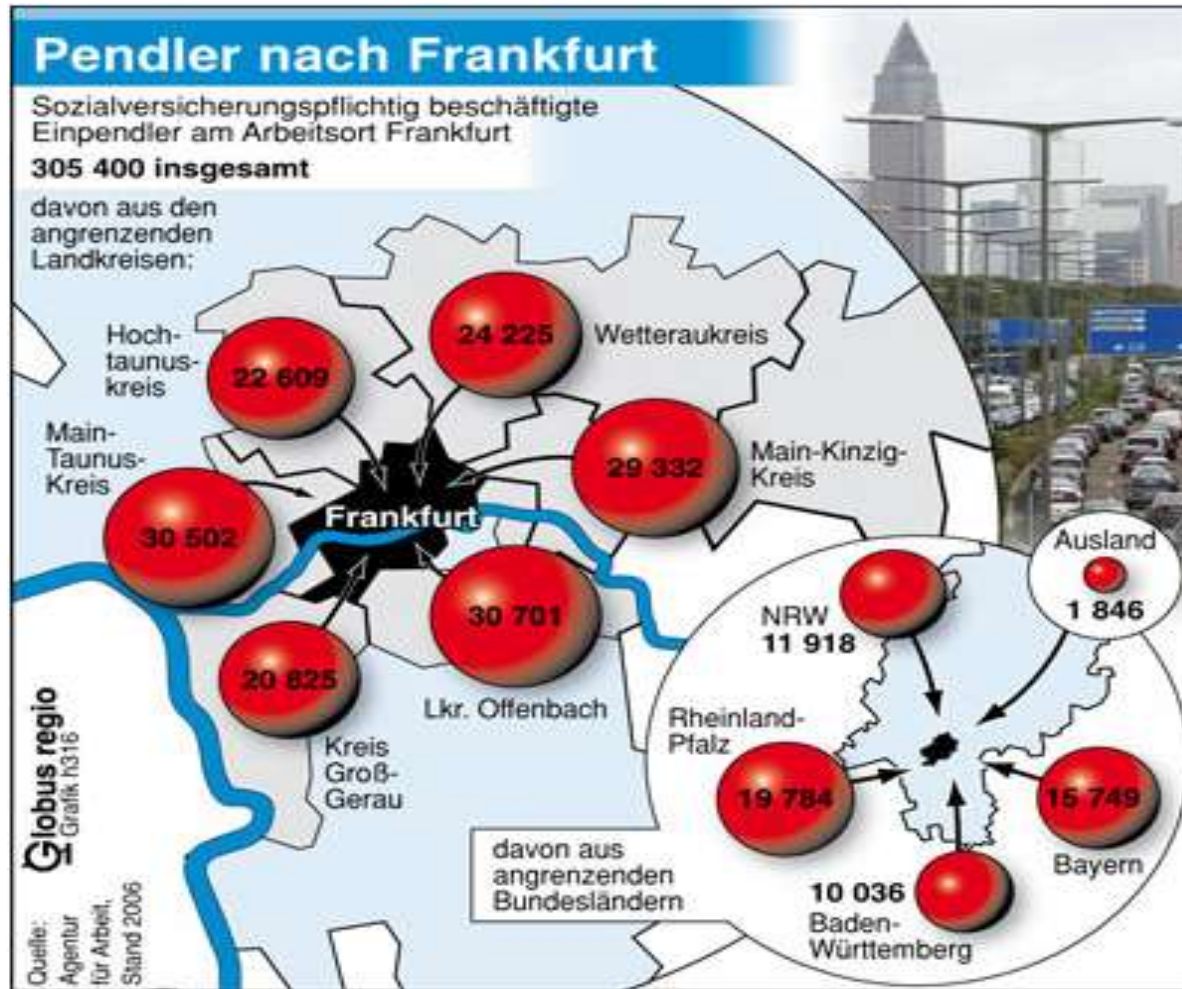 Pendler nach Frankfurt
Sozialversicherungspflichtig beschäftigte
Einpendler am Arbeitsort Frankfurt
305 400 insgesamt
davon aus den
angrenzenden
Landkreisen:
Hoch-
taunus-
kreis
22 609
24 225
Wetteraukreis
Main-
Taunus-
Kreis
30 502
29 332
Main-Kinzig-
Kreis
Frankfurt
30 701
Lkr. Offenbach
20 825
Kreis
Groß-
Gerau
Ausland
1 846
NRW
11 918
Rheinland-
Pfalz
19 784
15 749
Bayern
10 036
Baden-
Württemberg
davon aus
angrenzenden
Bundesländern
Globus regio
Grafik h316
Quelle:
Agentur
für Arbeit,
Stand 2006